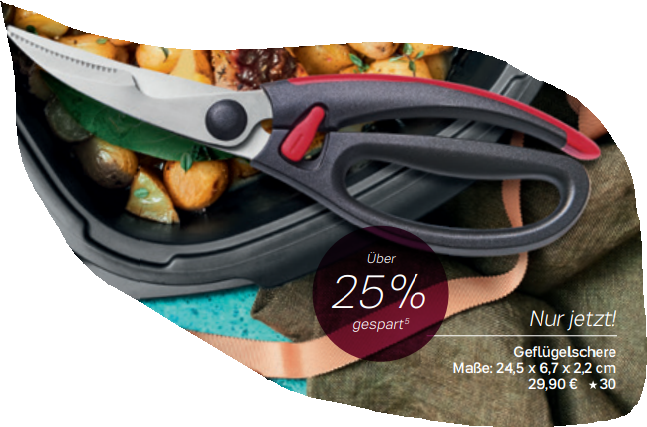 Über
25%
gespart⁵
Nur jetzt!
Geflügelschere
Maße: 24,5 x 6,7 x 2,2 cm
29,90 € ★30